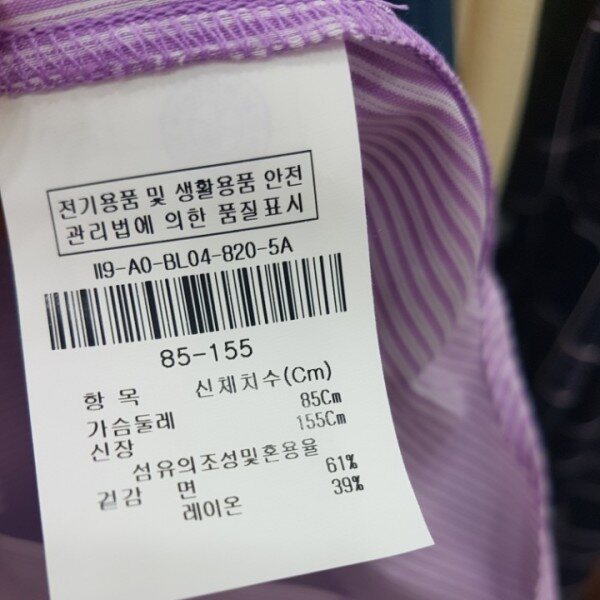 전기용품 및 생활용품 안전
관리법에 의한 품질표시
II9-A0-BL04-820-5A
85-155
항 목 신체치수(Cm)
가슴둘레 85Cm
신장 155Cm
섬유의조성및혼용율
겉감 면 61%
레이온 39%